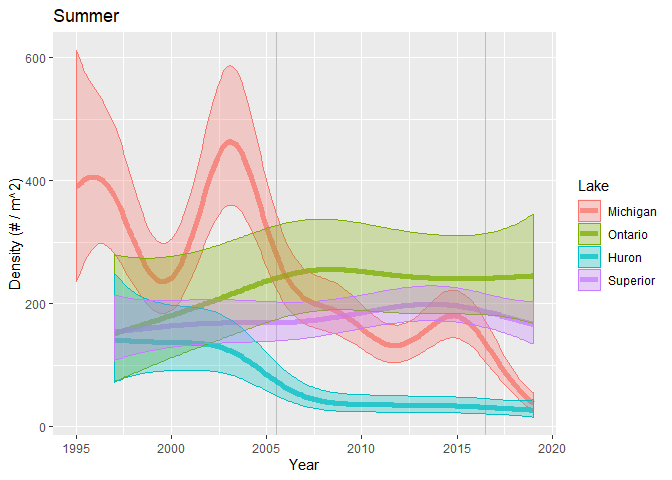 Summer
Density (# / m^2)
600
400
200
0
1995
2000
2005
2010
2015
2020
Year
Lake
Michigan
Ontario
Huron
Superior